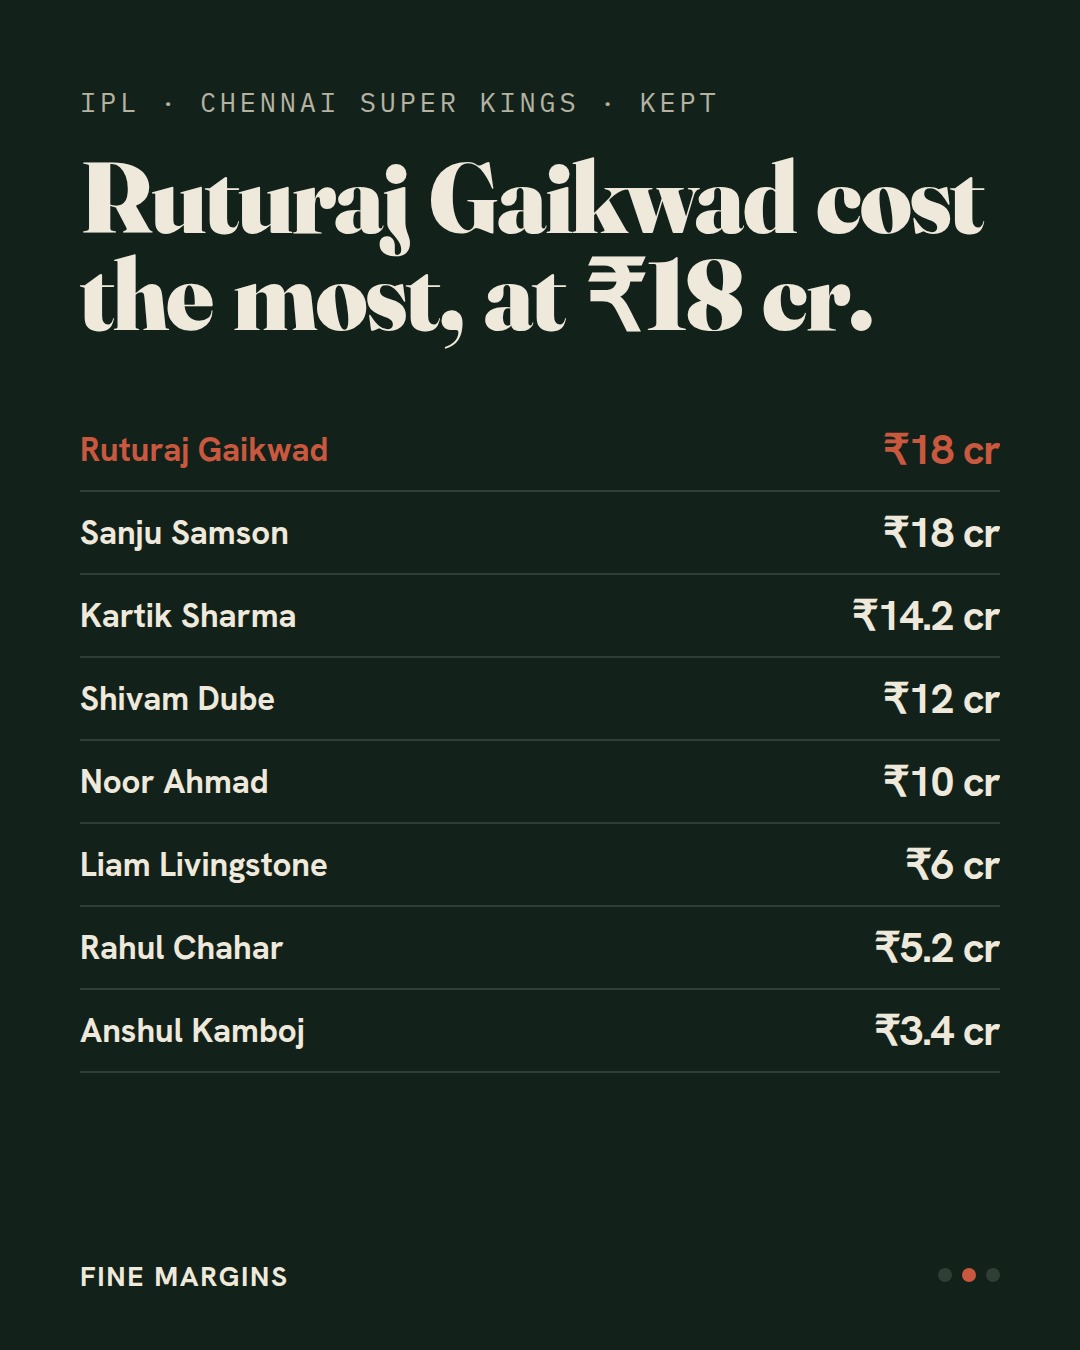 IPL · CHENNAI SUPER KINGS · KEPT
Ruturaj Gaikwad cost
the most, at ₹18 cr.
Ruturaj Gaikwad ₹18 cr
Sanju Samson ₹18 cr
Kartik Sharma ₹14.2 cr
Shivam Dube ₹12 cr
Noor Ahmad ₹10 cr
Liam Livingstone ₹6 cr
Rahul Chahar ₹5.2 cr
Anshul Kamboj ₹3.4 cr
FINE MARGINS